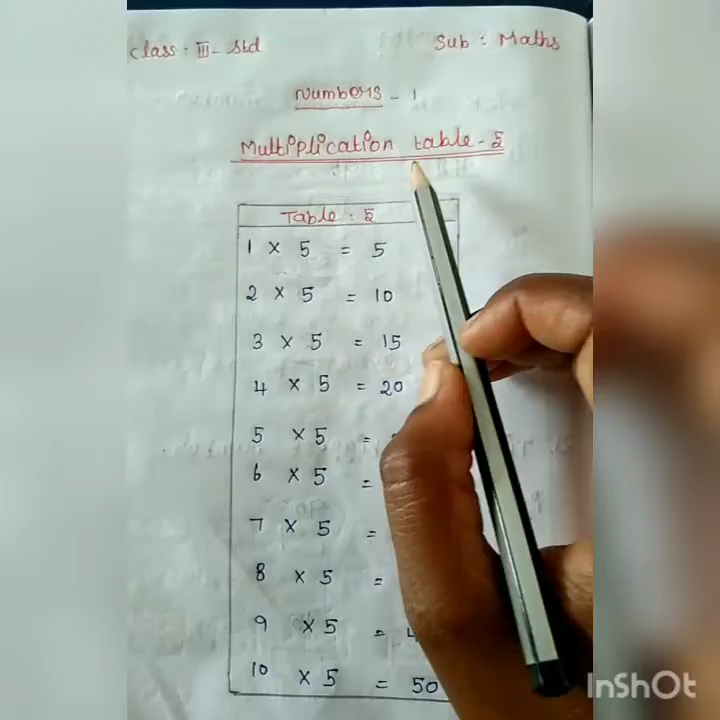 Class : III - Std
Sub : Maths
Numbers - 1
Multiplication table - 5
Table : 5
1 × 5 = 5
2 × 5 = 10
3 × 5 = 15
4 × 5 = 20
5 × 5 =
6 × 5 =
7 × 5 =
8 × 5 =
9 × 5 = 4
10 × 5 = 50
InShOt